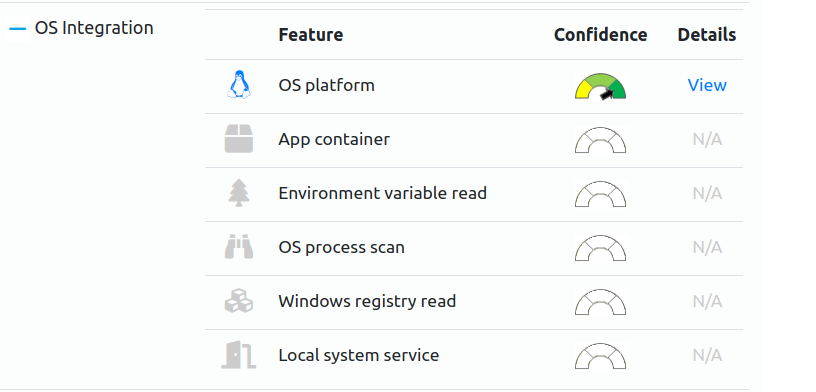 OS Integration
Feature Confidence Details
OS platform View
App container N/A
Environment variable read N/A
OS process scan N/A
Windows registry read N/A
Local system service N/A